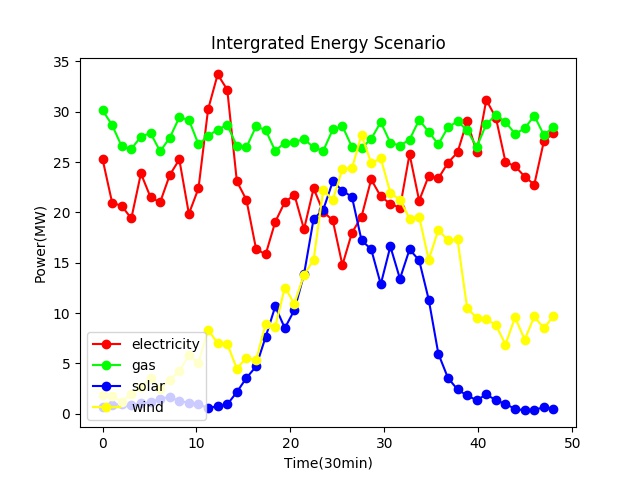 Intergrated Energy Scenario
Power(MW)
35
30
25
20
15
10
5
0
electricity
gas
solar
wind
0 10 20 30 40 50
Time(30min)